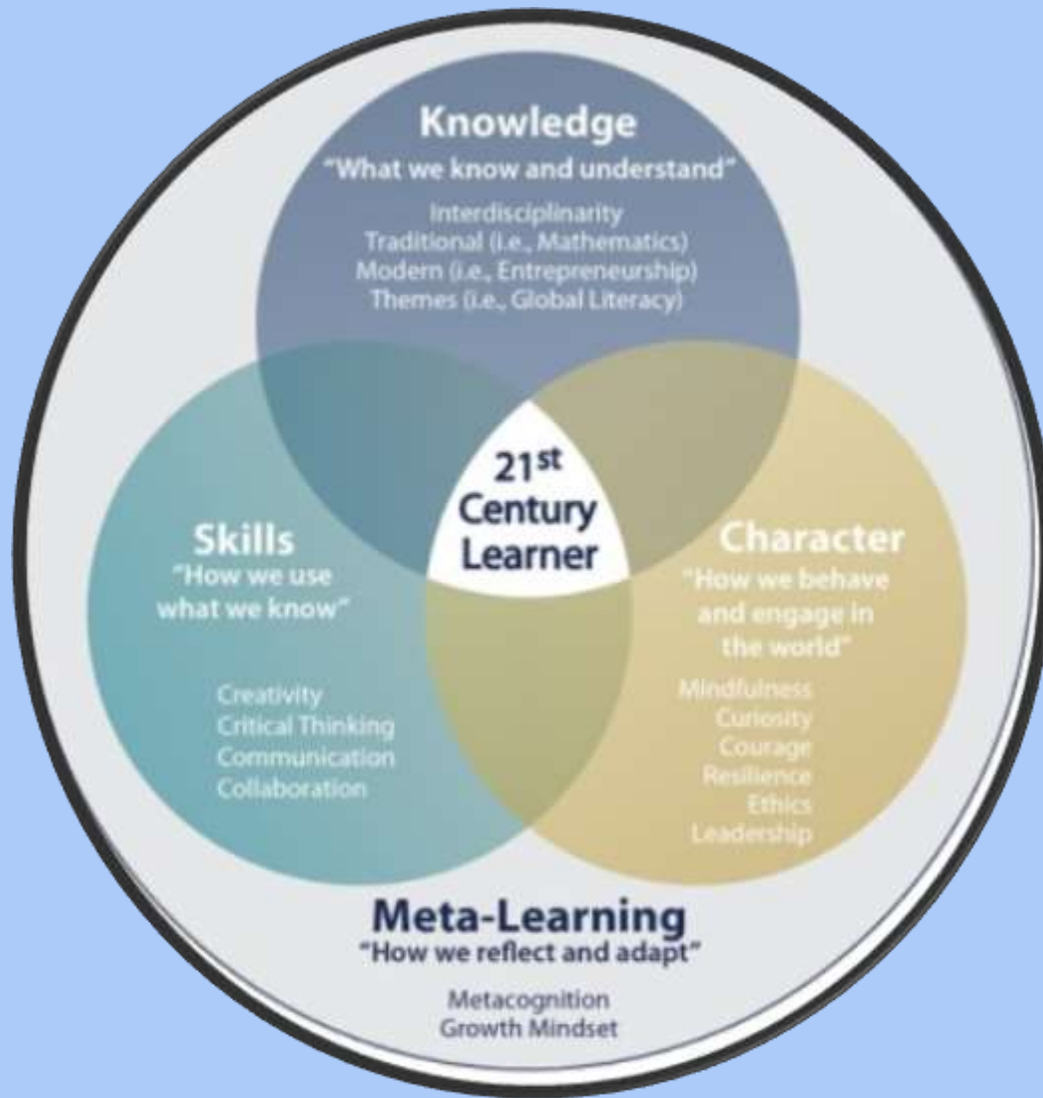 Knowledge
"What we know and understand"
Interdisciplinarity
Traditional (i.e., Mathematics)
Modern (i.e., Entrepreneurship)
Themes (i.e., Global Literacy)
21st
Century
Learner
Skills
"How we use
what we know"
Creativity
Critical Thinking
Communication
Collaboration
Character
"How we behave
and engage in
the world"
Mindfulness
Curiosity
Courage
Resilience
Ethics
Leadership
Meta-Learning
"How we reflect and adapt"
Metacognition
Growth Mindset